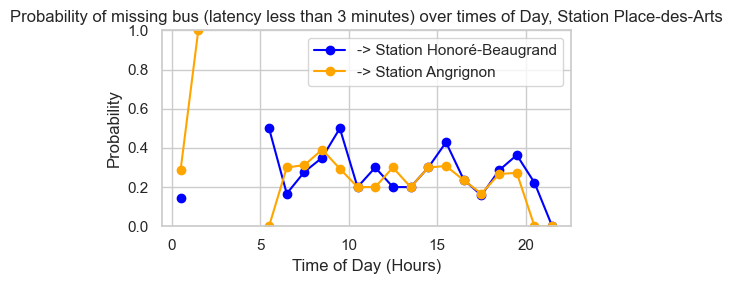 Probability of missing bus (latency less than 3 minutes) over times of Day, Station Place-des-Arts
1.0
0.8
0.6
0.4
0.2
0.0
Probability
-> Station Honoré-Beaugrand
-> Station Angrignon
0 5 10 15 20
Time of Day (Hours)